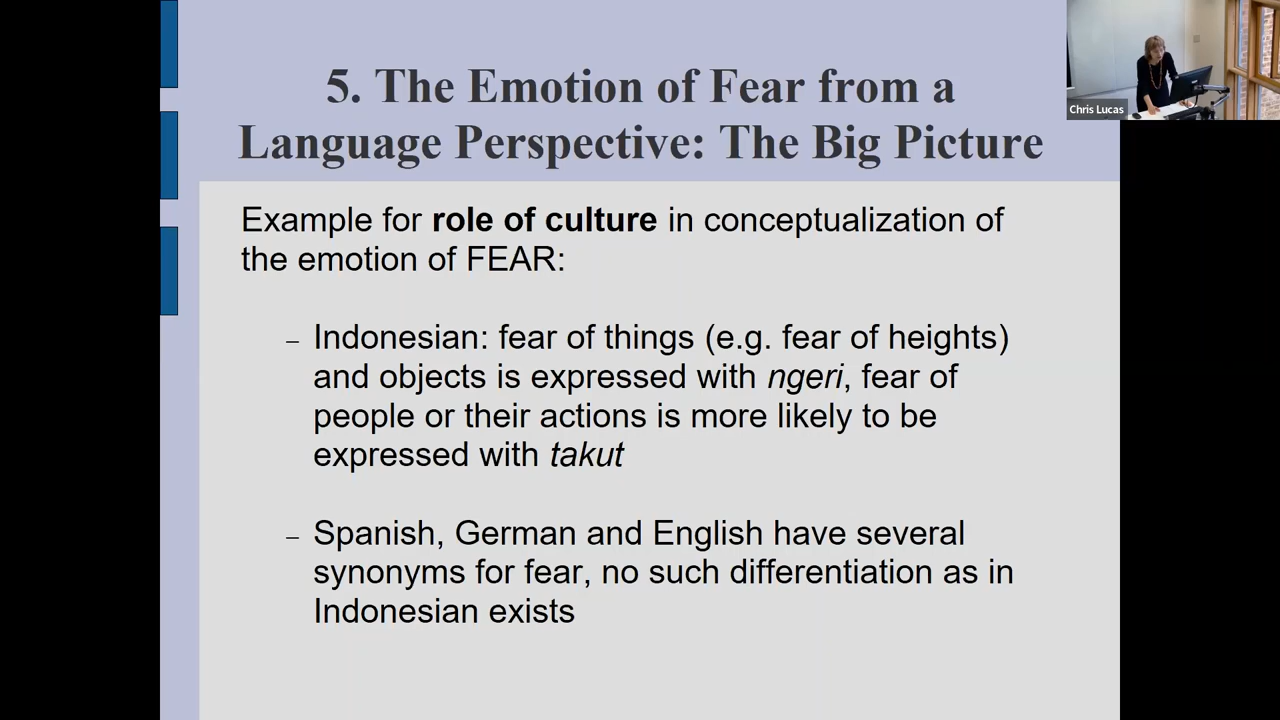 5. The Emotion of Fear from a
Language Perspective: The Big Picture
Chris Lucas
Example for role of culture in conceptualization of
the emotion of FEAR:
– Indonesian: fear of things (e.g. fear of heights)
and objects is expressed with ngeri, fear of
people or their actions is more likely to be
expressed with takut
– Spanish, German and English have several
synonyms for fear, no such differentiation as in
Indonesian exists